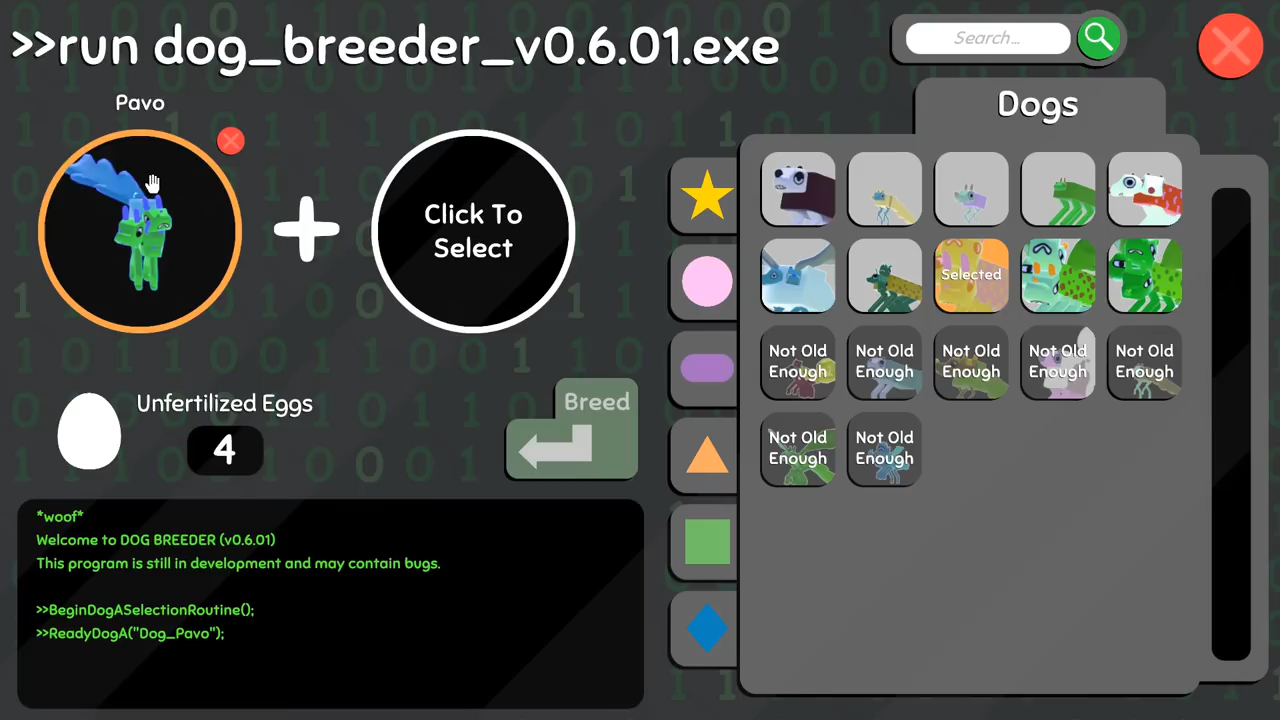 >>run dog_breeder_v0.6.01.exe
Search...
Pavo
Dogs
Click To
Select
Selected
Not Old
Enough
Not Old
Enough
Not Old
Enough
Not Old
Enough
Not Old
Enough
Unfertilized Eggs
4
Breed
Not Old
Enough
Not Old
Enough
*woof*
Welcome to DOG BREEDER (v0.6.01)
This program is still in development and may contain bugs.
>>BeginDogASelectionRoutine();
>>ReadyDogA("Dog_Pavo");